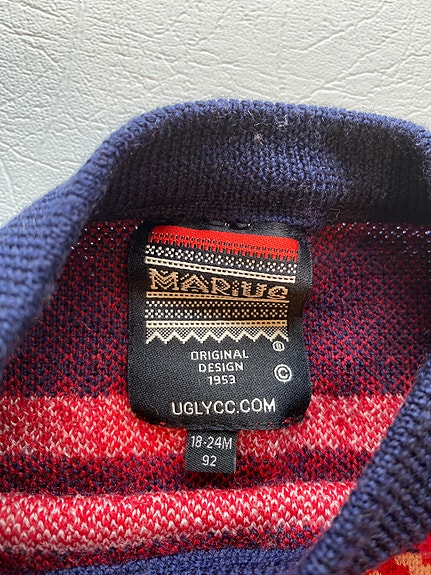 MARIUS
®
ORIGINAL
DESIGN
1953
©
UGLYCC.COM
18-24M
92